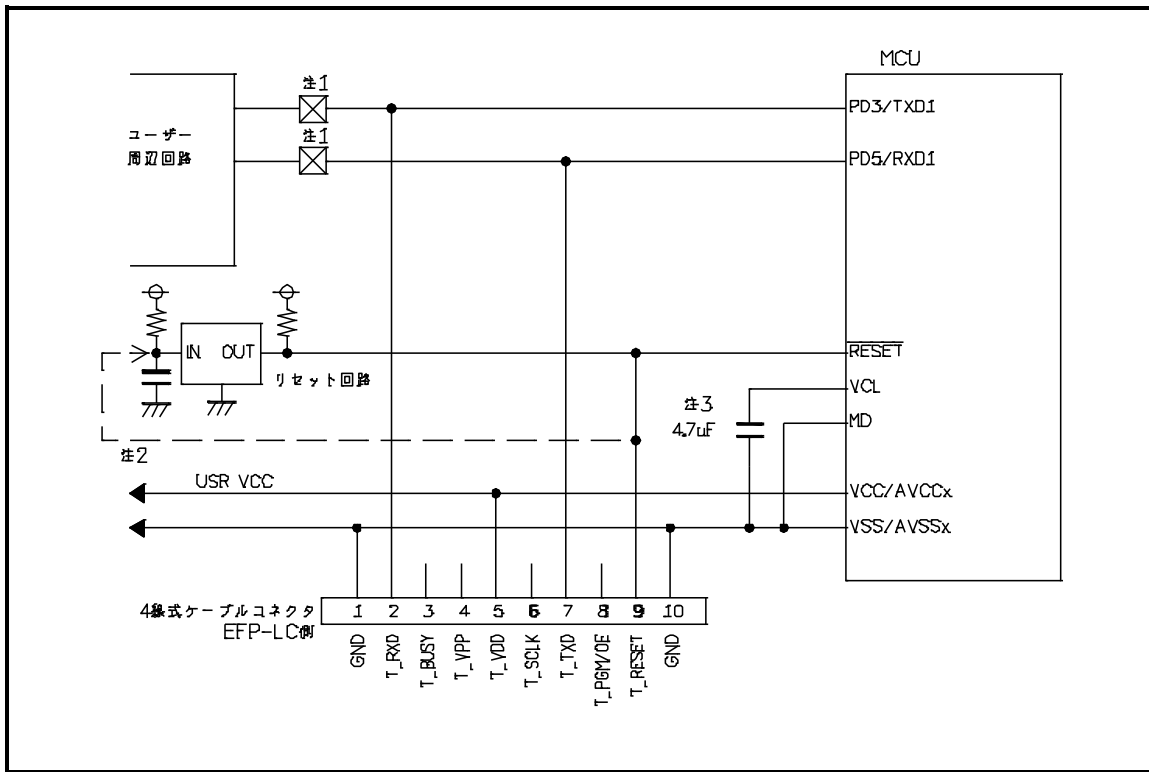 MCU
注1
PD3/TXD1
ユーザー
周辺回路
注1
PD5/RXD1
IN
OUT
リセット回路
RESET
VCL
注3
4.7uF
MD
注2
USR VCC
VCC/AVCCx
VSS/AVSSx
4線式ケーブルコネクタ
EFP-LC側
1 2 3 4 5 6 7 8 9 10
GND
T_RXD
T_BUSY
T_VPP
T_VDD
T_SCLK
T_TXD
T_PGM/OE
T_RESET
GND